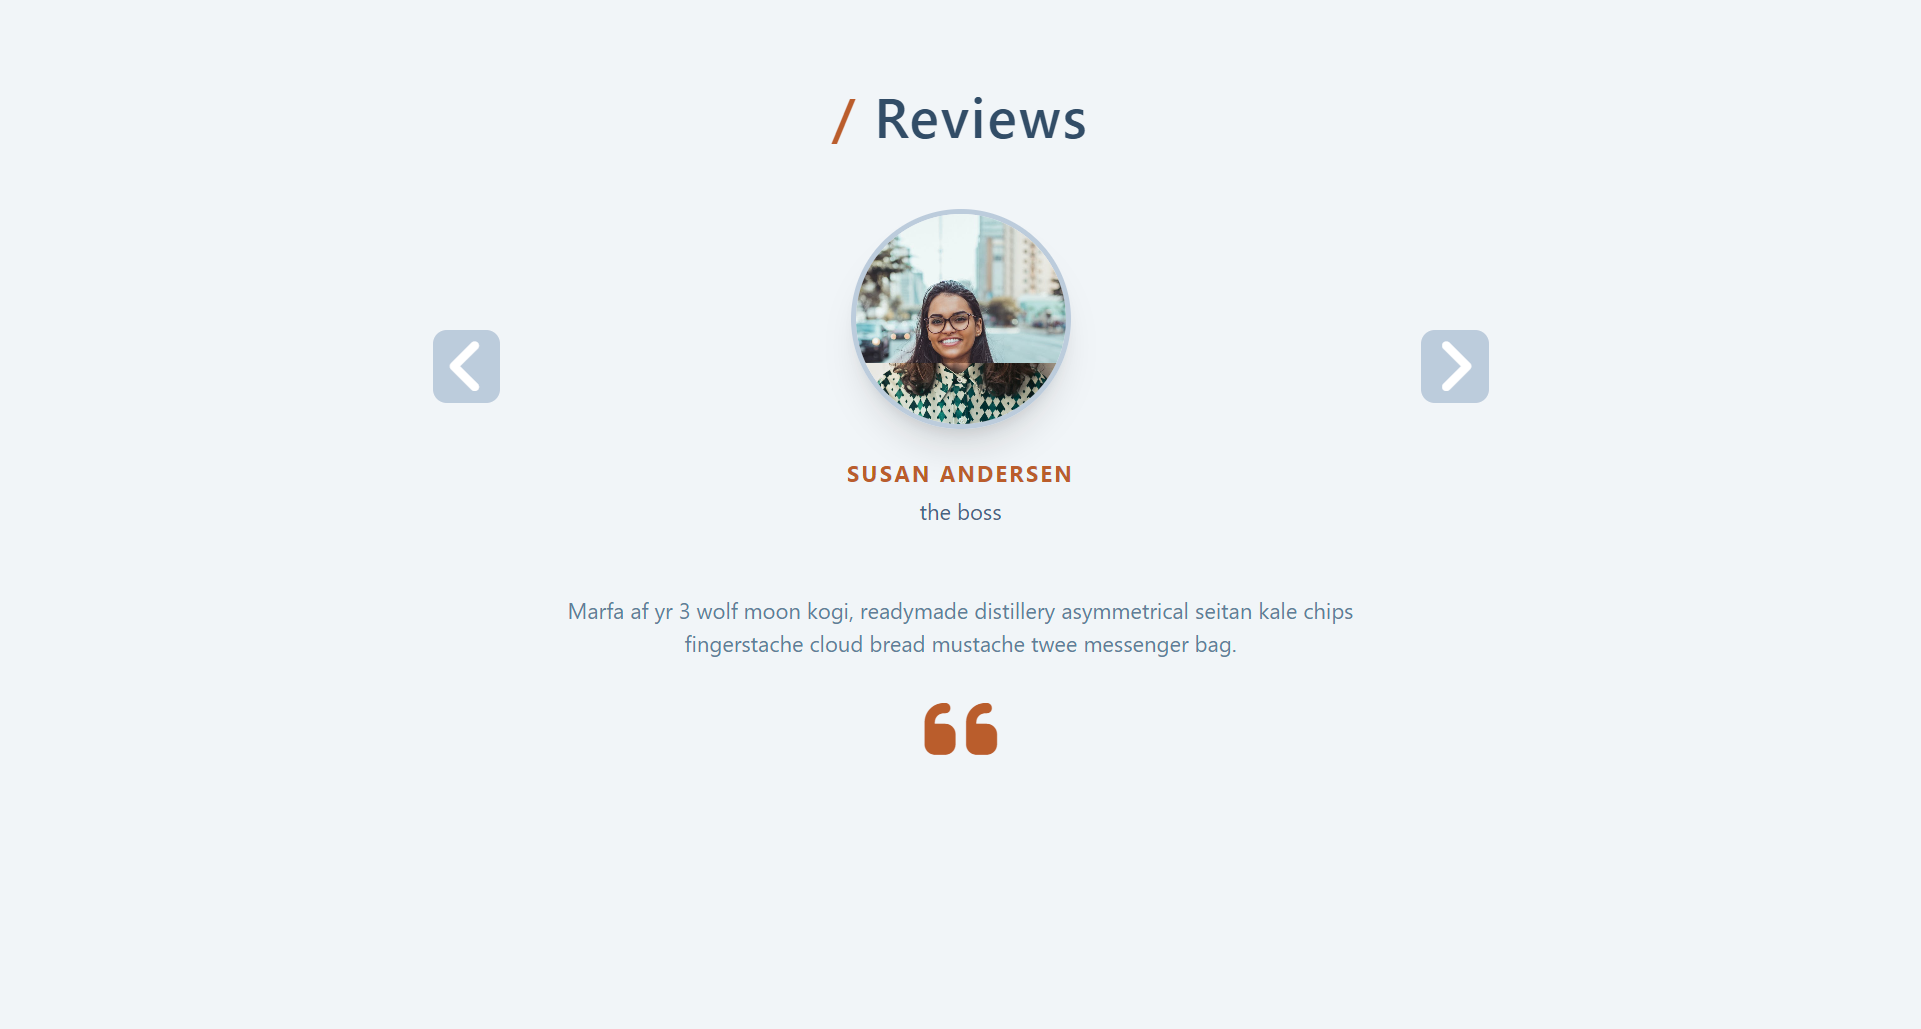 / Reviews
SUSAN ANDERSEN
the boss
Marfa af yr 3 wolf moon kogi, readymade distillery asymmetrical seitan kale chips
fingerstache cloud bread mustache twee messenger bag.
“